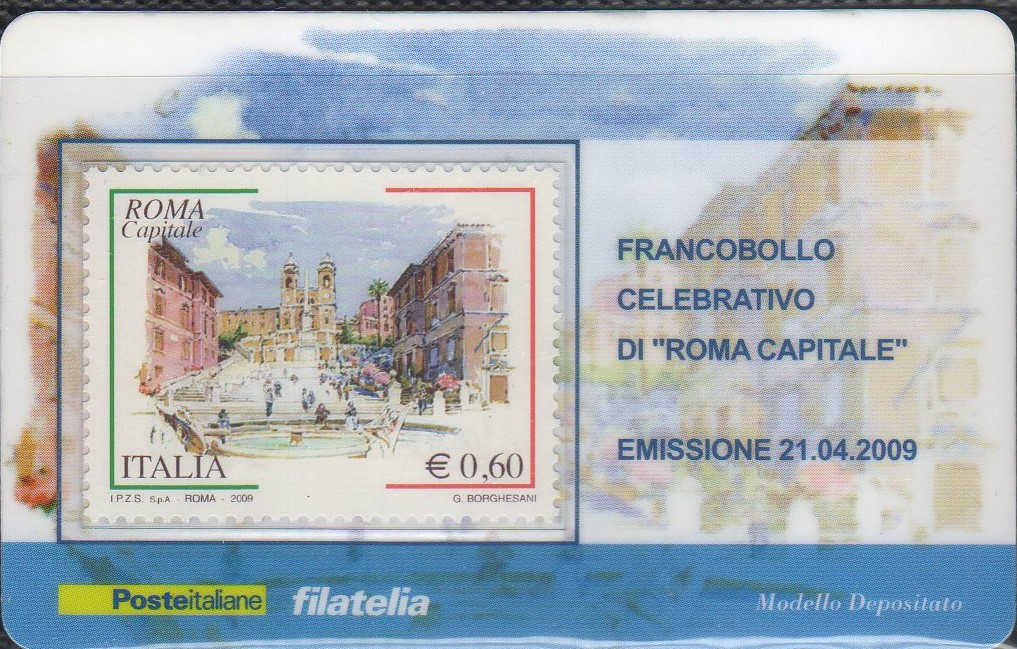 ROMA
Capitale
ITALIA
€ 0,60
I.P.Z.S. S.p.A. - ROMA - 2009
G. BORGHESANI
FRANCOBOLLO
CELEBRATIVO
DI "ROMA CAPITALE"
EMISSIONE 21.04.2009
Posteitaliane
filatelia
Modello Depositato